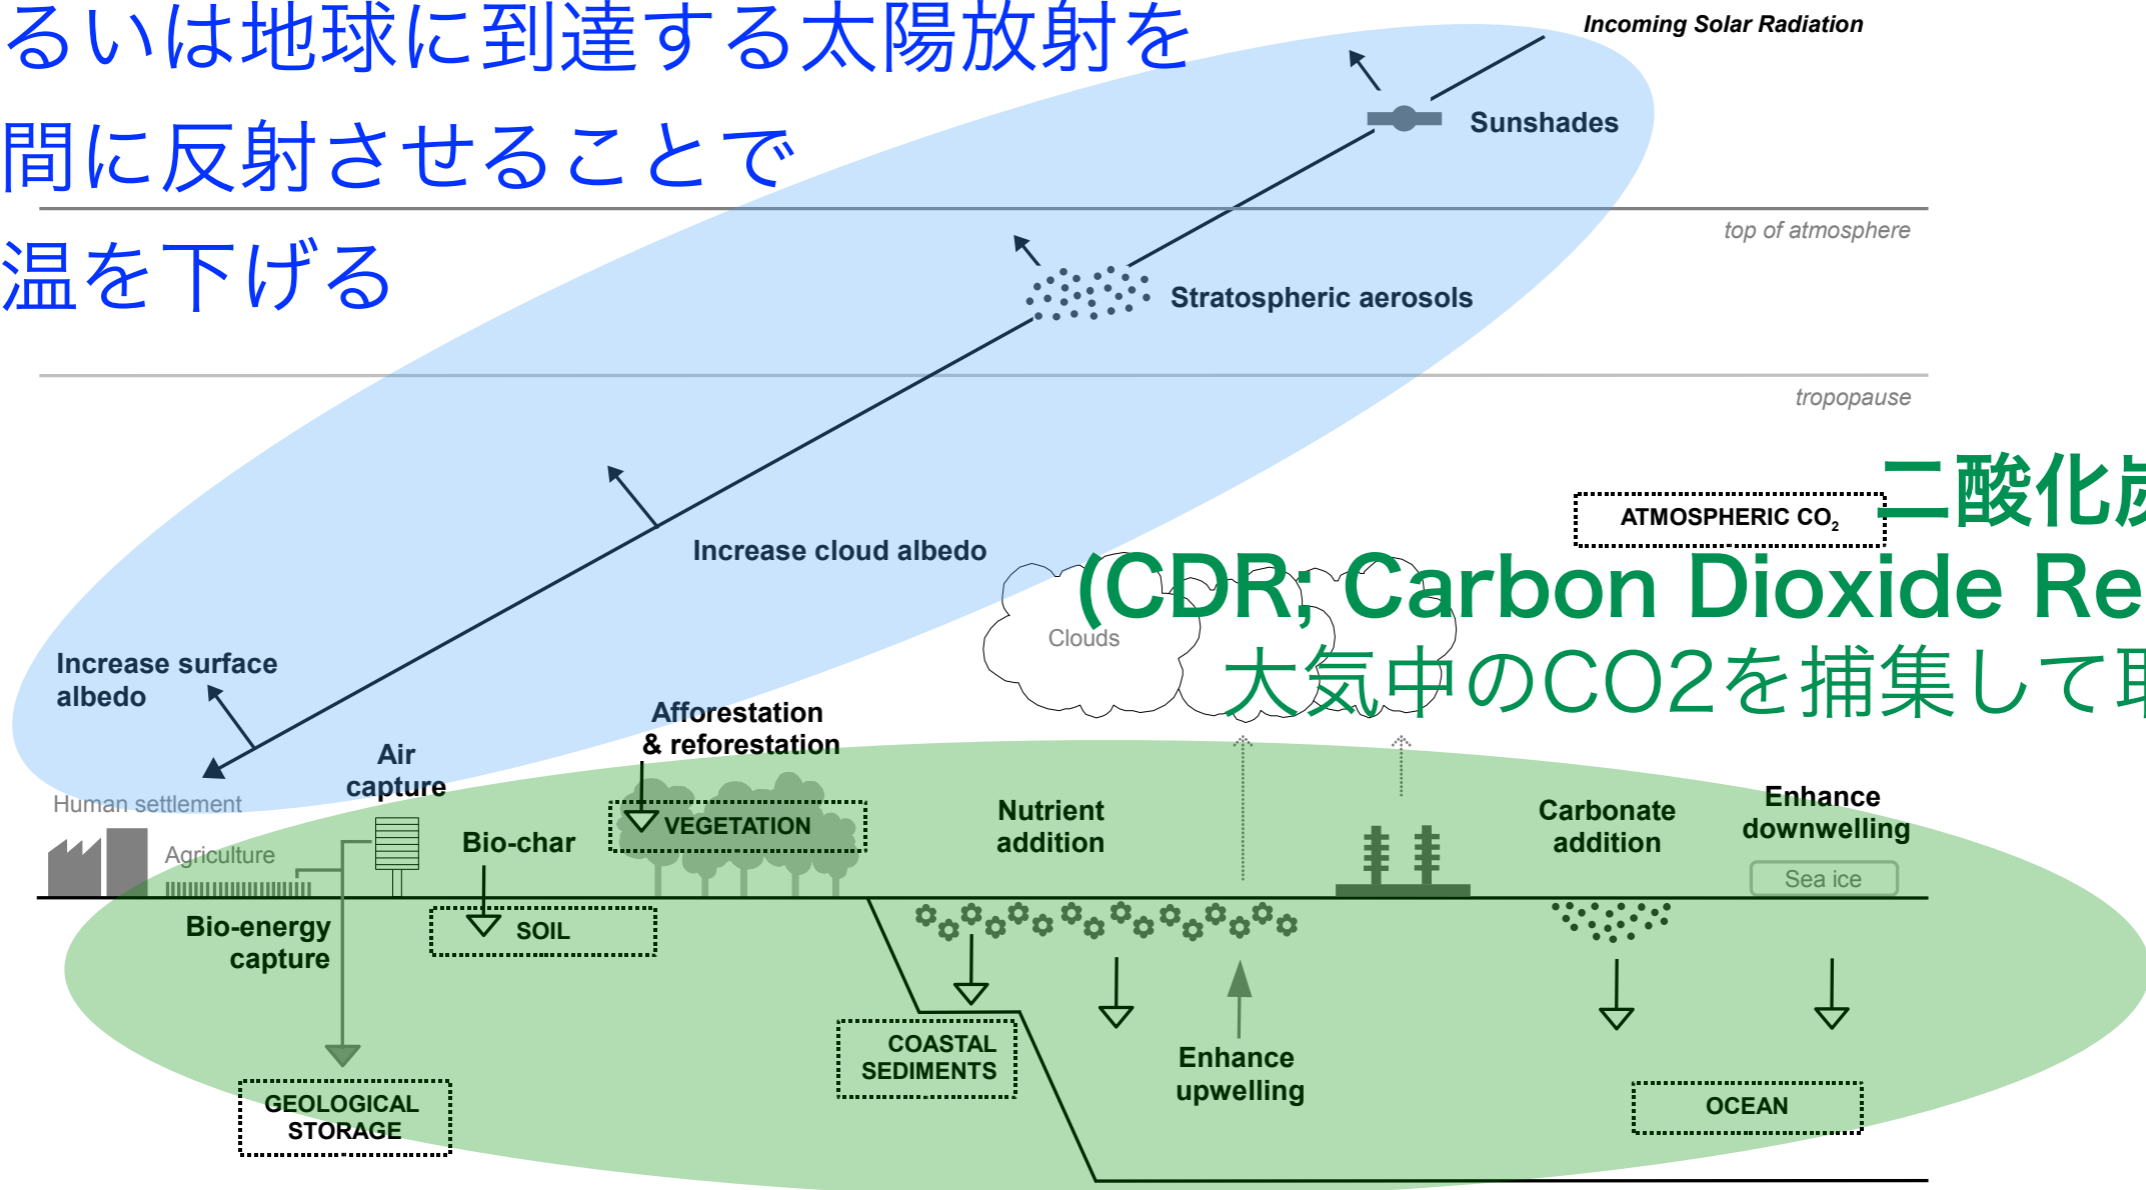 るいは地球に到達する太陽放射を
間に反射させることで
温を下げる
Incoming Solar Radiation
Sunshades
top of atmosphere
Stratospheric aerosols
tropopause
二酸化炭
ATMOSPHERIC CO₂
Increase cloud albedo
(CDR; Carbon Dioxide Re
Clouds
大気中のCO2を捕集して取
Increase surface
albedo
Afforestation
& reforestation
Air
capture
Human settlement
Agriculture
Bio-char
VEGETATION
Nutrient
addition
Carbonate
addition
Enhance
downwelling
Sea ice
Bio-energy
capture
SOIL
COASTAL
SEDIMENTS
Enhance
upwelling
GEOLOGICAL
STORAGE
OCEAN